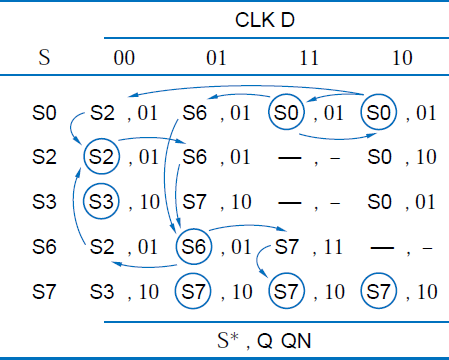 CLK D
S 00 01 11 10
S0 S2 , 01 S6 , 01 S0 , 01 S0 , 01
S2 S2 , 01 S6 , 01 — , – S0 , 10
S3 S3 , 10 S7 , 10 — , – S0 , 01
S6 S2 , 01 S6 , 01 S7 , 11 — , –
S7 S3 , 10 S7 , 10 S7 , 10 S7 , 10
S* , Q QN